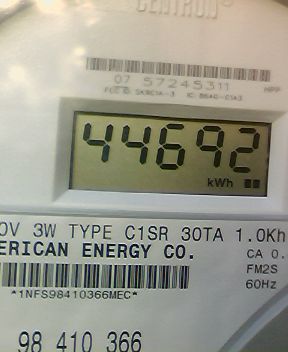 CENTRON®
07 57245311
44692
kWh
0V 3W TYPE C1SR 30TA 1.0Kh
ERICAN ENERGY CO.
CA 0.
FM2S
*1NFS98410366MEC*
60Hz
98 410 366